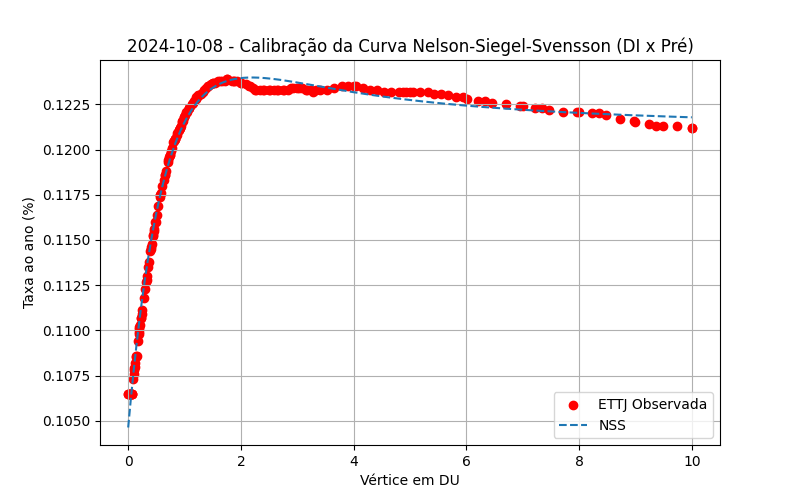 2024-10-08 - Calibração da Curva Nelson-Siegel-Svensson (DI x Pré)
Taxa ao ano (%)
0.1225
0.1200
0.1175
0.1150
0.1125
0.1100
0.1075
0.1050
ETTJ Observada
NSS
0 2 4 6 8 10
Vértice em DU